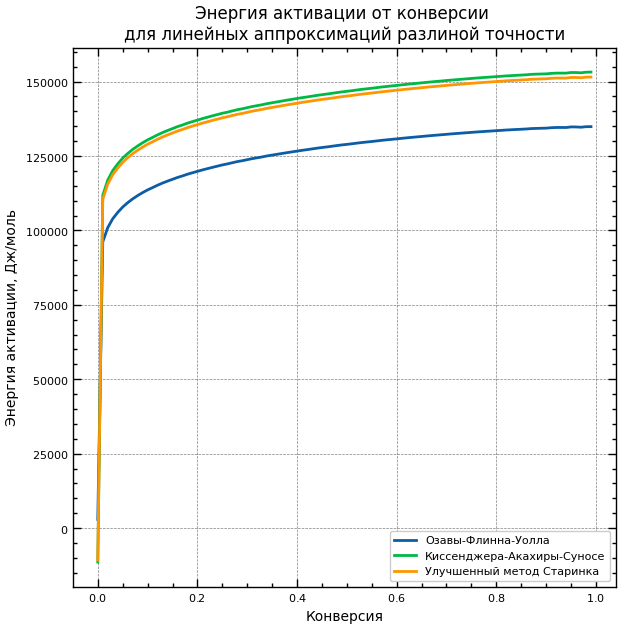 Энергия активации от конверсии
для линейных аппроксимаций разлиной точности
Энергия активации, Дж/моль
150000
125000
100000
75000
50000
25000
0
Озавы-Флинна-Уолла
Киссенджера-Акахиры-Суносе
Улучшенный метод Старинка
0.0 0.2 0.4 0.6 0.8 1.0
Конверсия